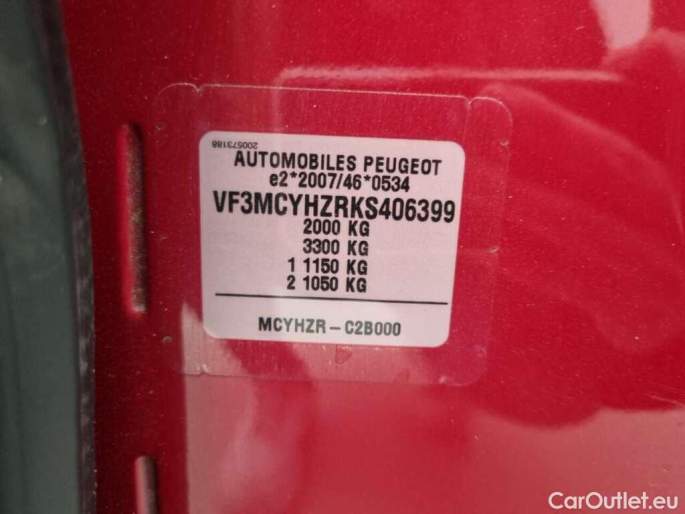 200573188
AUTOMOBILES PEUGEOT
e2*2007/46*0534
VF3MCYHZRKS406399
2000 KG
3300 KG
1 1150 KG
2 1050 KG
MCYHZR – C2B000
CarOutlet.eu